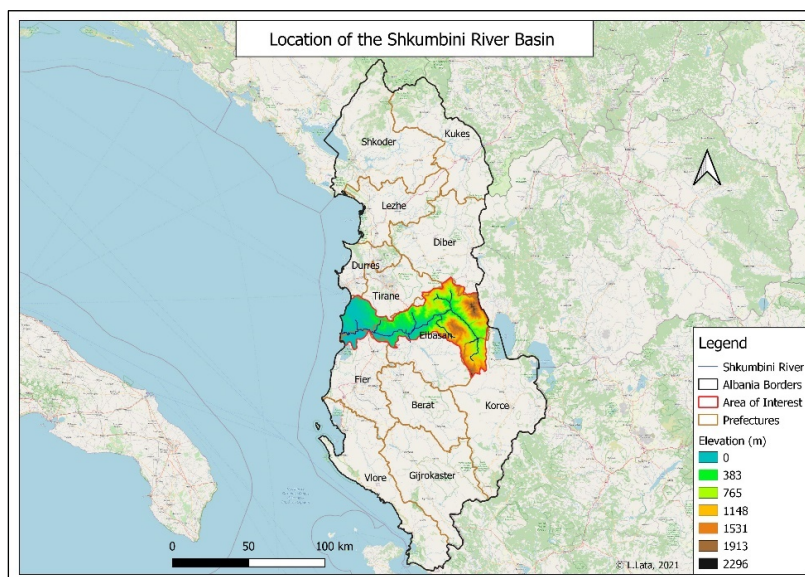 Location of the Shkumbini River Basin
Shkoder
Kukes
Lezhe
Diber
Durres
Tirane
Elbasan
Fier
Berat
Korce
Vlore
Gijrokaster
Legend
Shkumbini River
Albania Borders
Area of Interest
Prefectures
Elevation (m)
0
383
765
1148
1531
1913
2296
0 50 100 km
© L.Lata, 2021